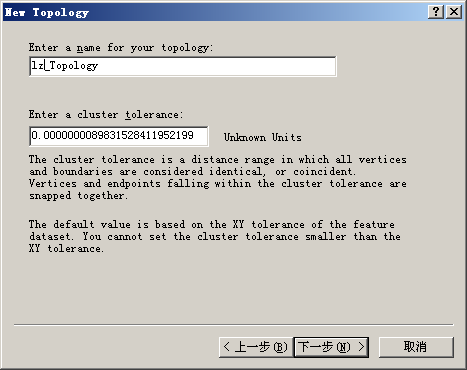 New Topology
Enter a name for your topology:
lz_Topology
Enter a cluster tolerance:
0.0000000089831528411952199
Unknown Units
The cluster tolerance is a distance range in which all vertices
and boundaries are considered identical, or coincident.
Vertices and endpoints falling within the cluster tolerance are
snapped together.
The default value is based on the XY tolerance of the feature
dataset. You cannot set the cluster tolerance smaller than the
XY tolerance.
< 上一步(B)
下一步(N) >
取消